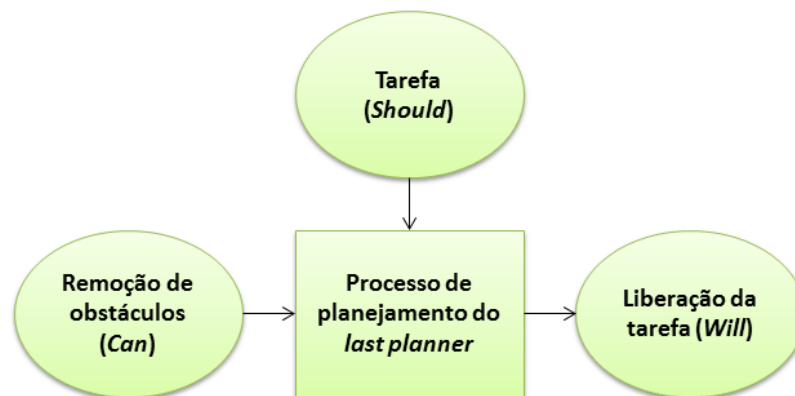 Tarefa
(Should)
Remoção de
obstáculos
(Can)
Processo de
planejamento do
last planner
Liberação da
tarefa (Will)